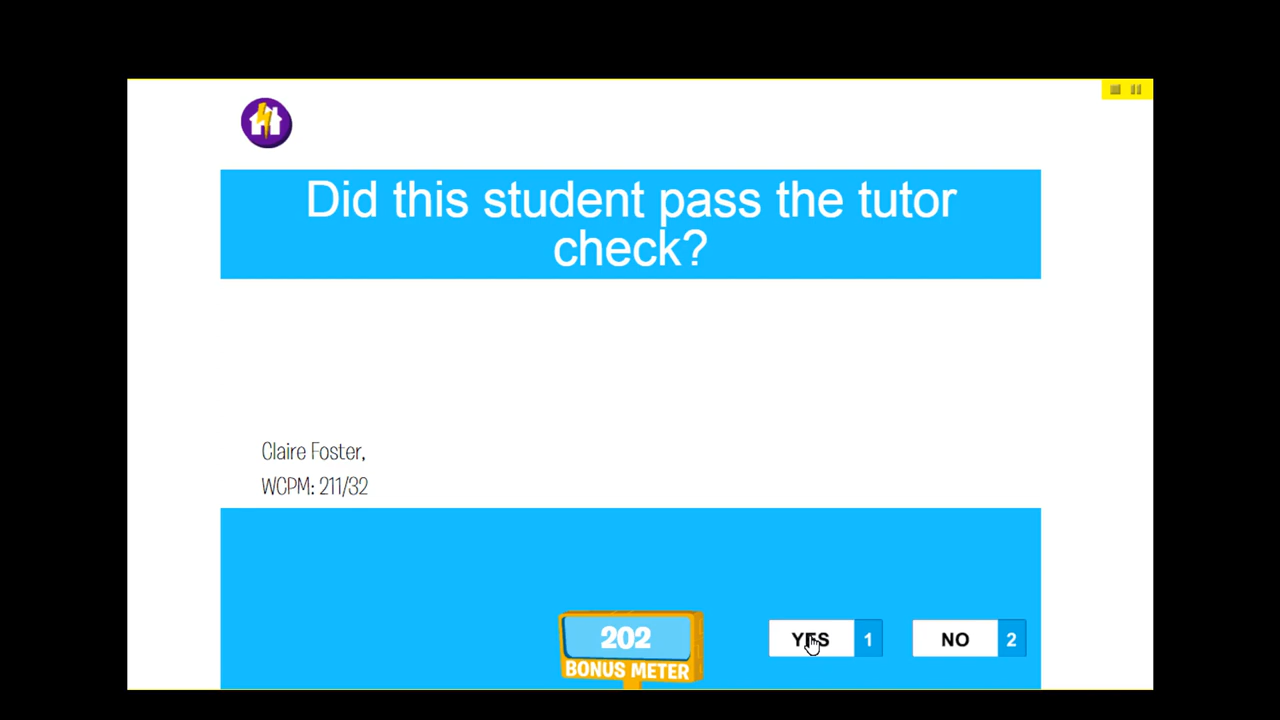 Did this student pass the tutor
check?
Claire Foster,
WCPM: 211/32
202
BONUS METER
YES 1
NO 2